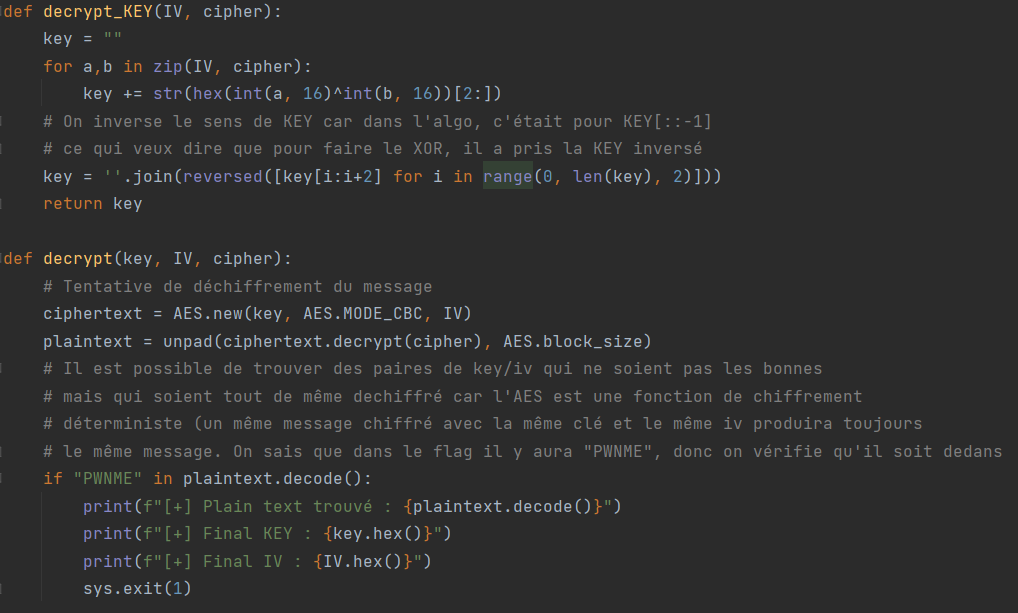 def decrypt_KEY(IV, cipher):
    key = ""
    for a,b in zip(IV, cipher):
        key += str(hex(int(a, 16)^int(b, 16))[2:])
    # On inverse le sens de KEY car dans l'algo, c'était pour KEY[::-1]
    # ce qui veux dire que pour faire le XOR, il a pris la KEY inversé
    key = ''.join(reversed([key[i:i+2] for i in range(0, len(key), 2)]))
    return key

def decrypt(key, IV, cipher):
    # Tentative de déchiffrement du message
    ciphertext = AES.new(key, AES.MODE_CBC, IV)
    plaintext = unpad(ciphertext.decrypt(cipher), AES.block_size)
    # Il est possible de trouver des paires de key/iv qui ne soient pas les bonnes
    # mais qui soient tout de même dechiffré car l'AES est une fonction de chiffrement
    # déterministe (un même message chiffré avec la même clé et le même iv produira toujours
    # le même message. On sais que dans le flag il y aura "PWNME", donc on vérifie qu'il soit dedans
    if "PWNME" in plaintext.decode():
        print(f"[+] Plain text trouvé : {plaintext.decode()}")
        print(f"[+] Final KEY : {key.hex()}")
        print(f"[+] Final IV : {IV.hex()}")
        sys.exit(1)